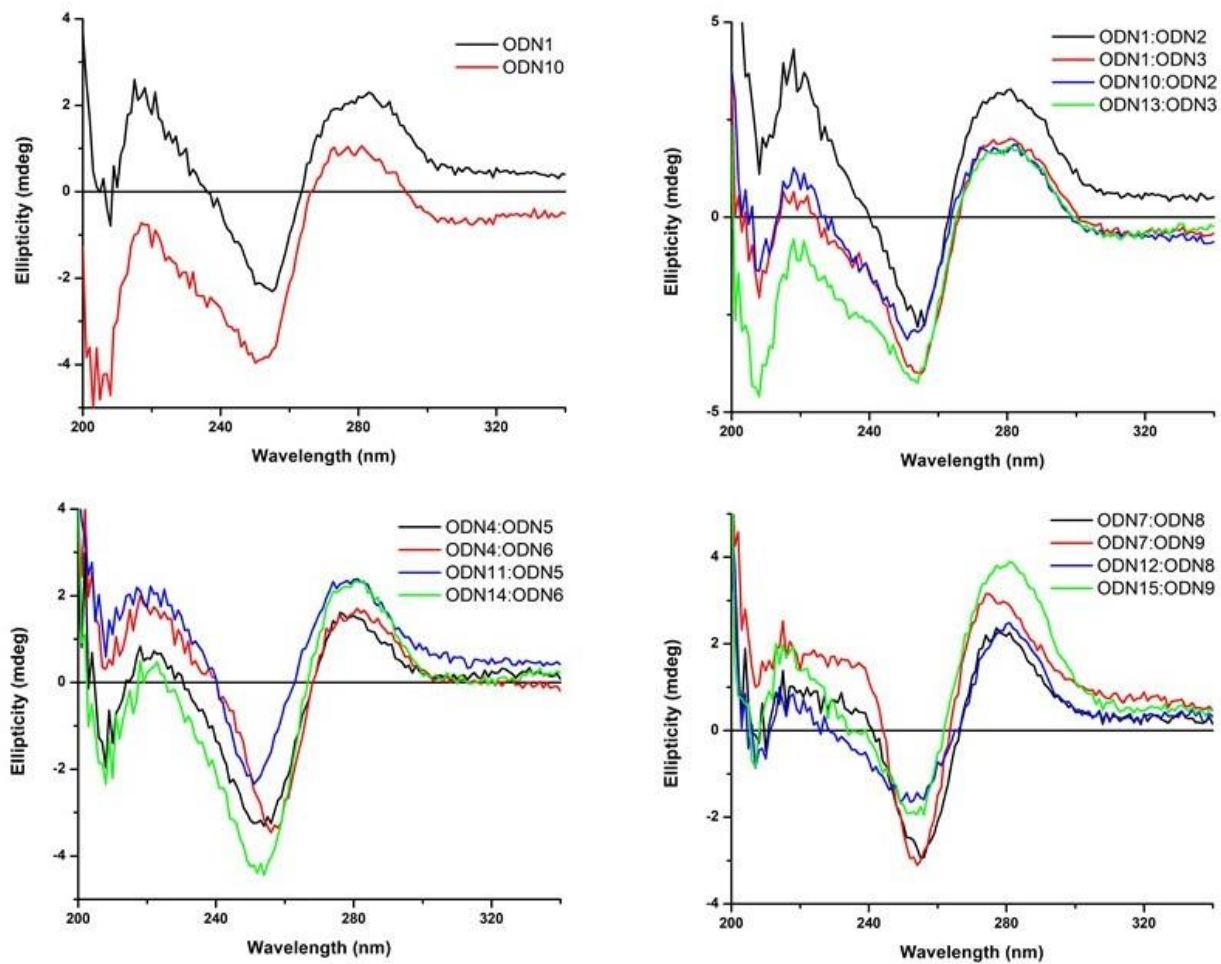 4
2
0
-2
-4
200
240
280
320
Ellipticity (mdeg)
Wavelength (nm)
ODN1
ODN10
5
0
-5
200
240
280
320
Ellipticity (mdeg)
Wavelength (nm)
ODN1:ODN2
ODN1:ODN3
ODN10:ODN2
ODN13:ODN3
4
2
0
-2
-4
200
240
280
320
Ellipticity (mdeg)
Wavelength (nm)
ODN4:ODN5
ODN4:ODN6
ODN11:ODN5
ODN14:ODN6
4
2
0
-2
-4
200
240
280
320
Ellipticity (mdeg)
Wavelength (nm)
ODN7:ODN8
ODN7:ODN9
ODN12:ODN8
ODN15:ODN9